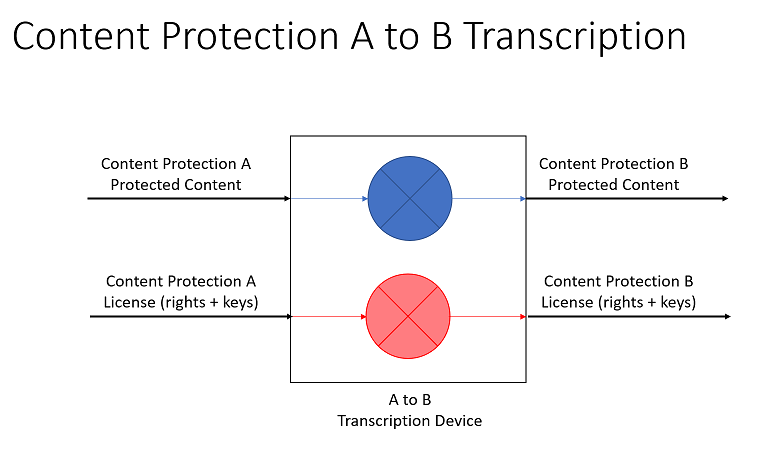 Content Protection A to B Transcription
Content Protection A
Protected Content
Content Protection B
Protected Content
Content Protection A
License (rights + keys)
Content Protection B
License (rights + keys)
A to B
Transcription Device